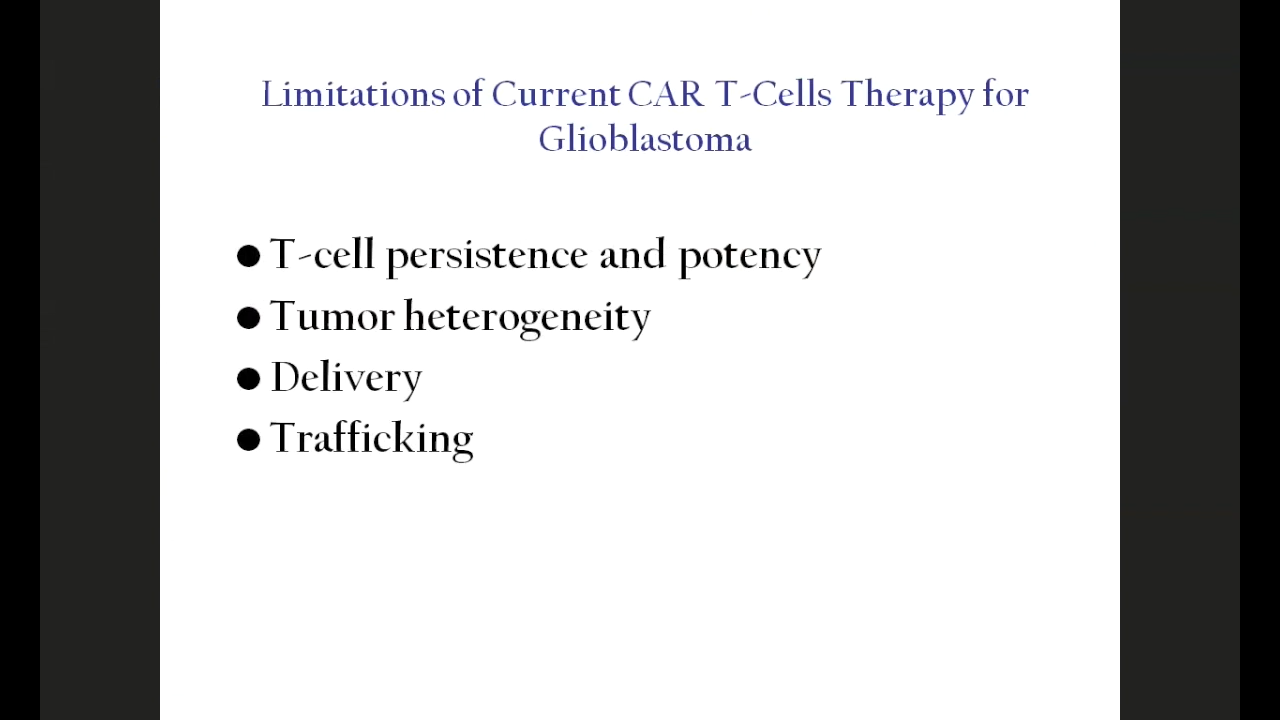 Limitations of Current CAR T-Cells Therapy for
Glioblastoma
● T-cell persistence and potency
● Tumor heterogeneity
● Delivery
● Trafficking